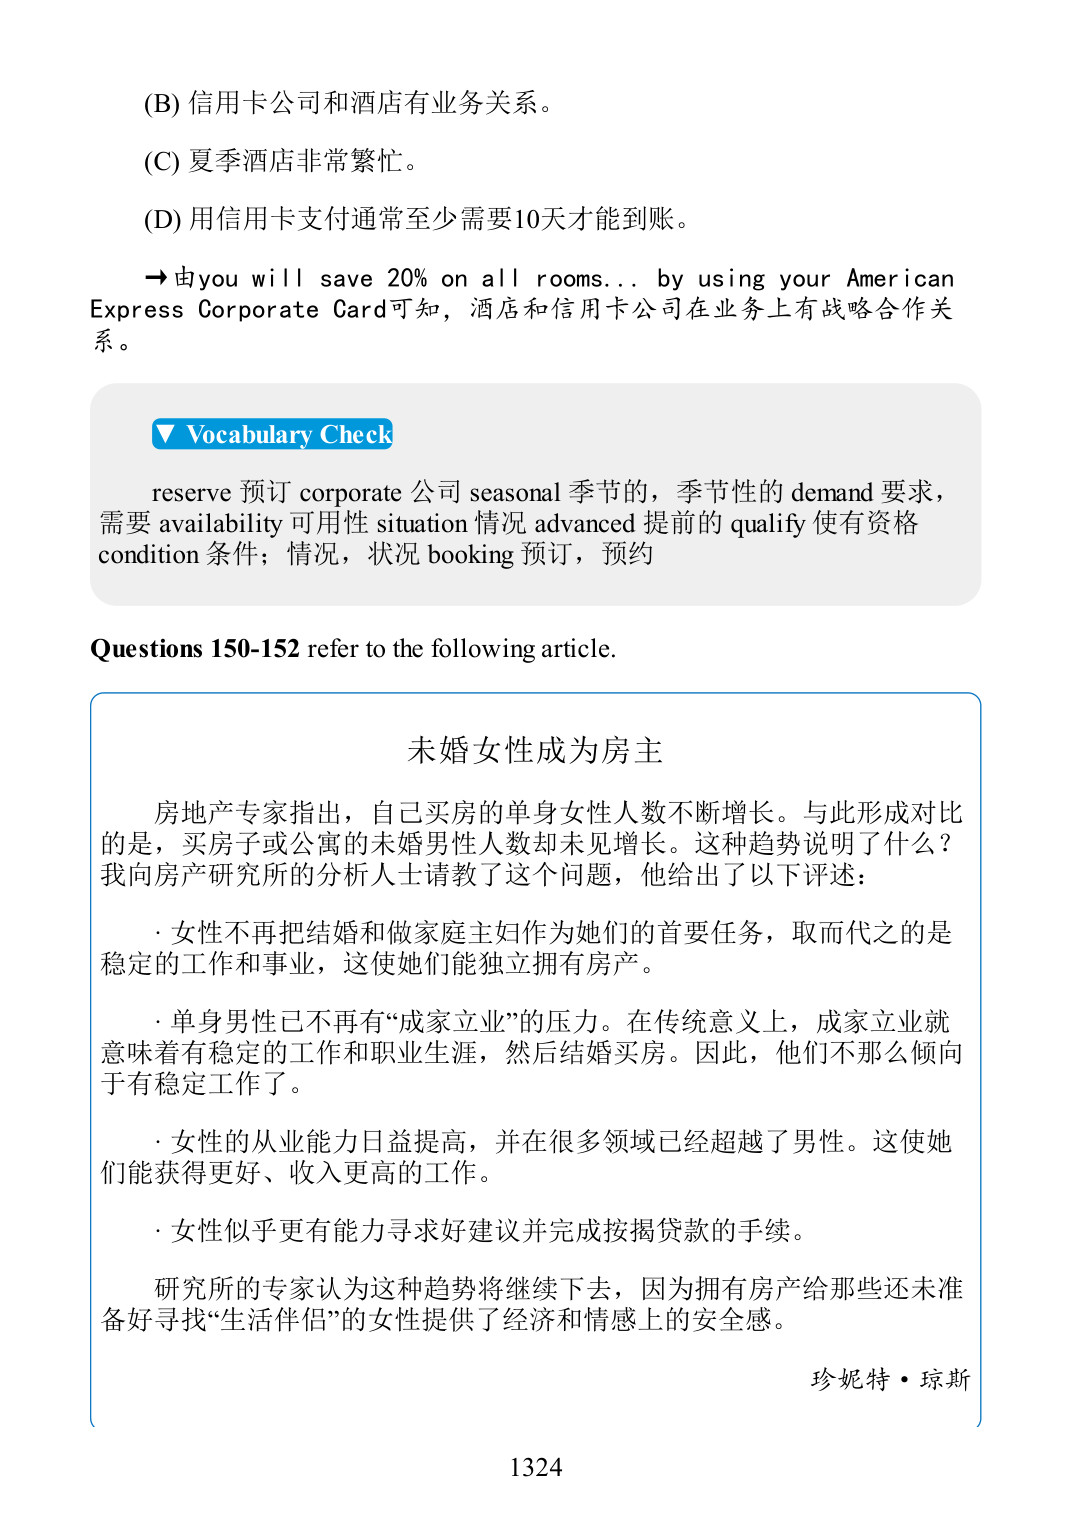 (B) 信用卡公司和酒店有业务关系。
(C) 夏季酒店非常繁忙。
(D) 用信用卡支付通常至少需要10天才能到账。
→由you will save 20% on all rooms... by using your American
Express Corporate Card可知，酒店和信用卡公司在业务上有战略合作关
系。
▼ Vocabulary Check
reserve 预订 corporate 公司 seasonal 季节的，季节性的 demand 要求，
需要 availability 可用性 situation 情况 advanced 提前的 qualify 使有资格
condition 条件；情况，状况 booking 预订，预约
Questions 150-152 refer to the following article.
未婚女性成为房主
房地产专家指出，自己买房的单身女性人数不断增长。与此形成对比
的是，买房子或公寓的未婚男性人数却未见增长。这种趋势说明了什么？
我向房产研究所的分析人士请教了这个问题，他给出了以下评述：
· 女性不再把结婚和做家庭主妇作为她们的首要任务，取而代之的是
稳定的工作和事业，这使她们能独立拥有房产。
· 单身男性已不再有“成家立业”的压力。在传统意义上，成家立业就
意味着有稳定的工作和职业生涯，然后结婚买房。因此，他们不那么倾向
于有稳定工作了。
· 女性的从业能力日益提高，并在很多领域已经超越了男性。这使她
们能获得更好、收入更高的工作。
· 女性似乎更有能力寻求好建议并完成按揭贷款的手续。
研究所的专家认为这种趋势将继续下去，因为拥有房产给那些还未准
备好寻找“生活伴侣”的女性提供了经济和情感上的安全感。
珍妮特·琼斯
1324